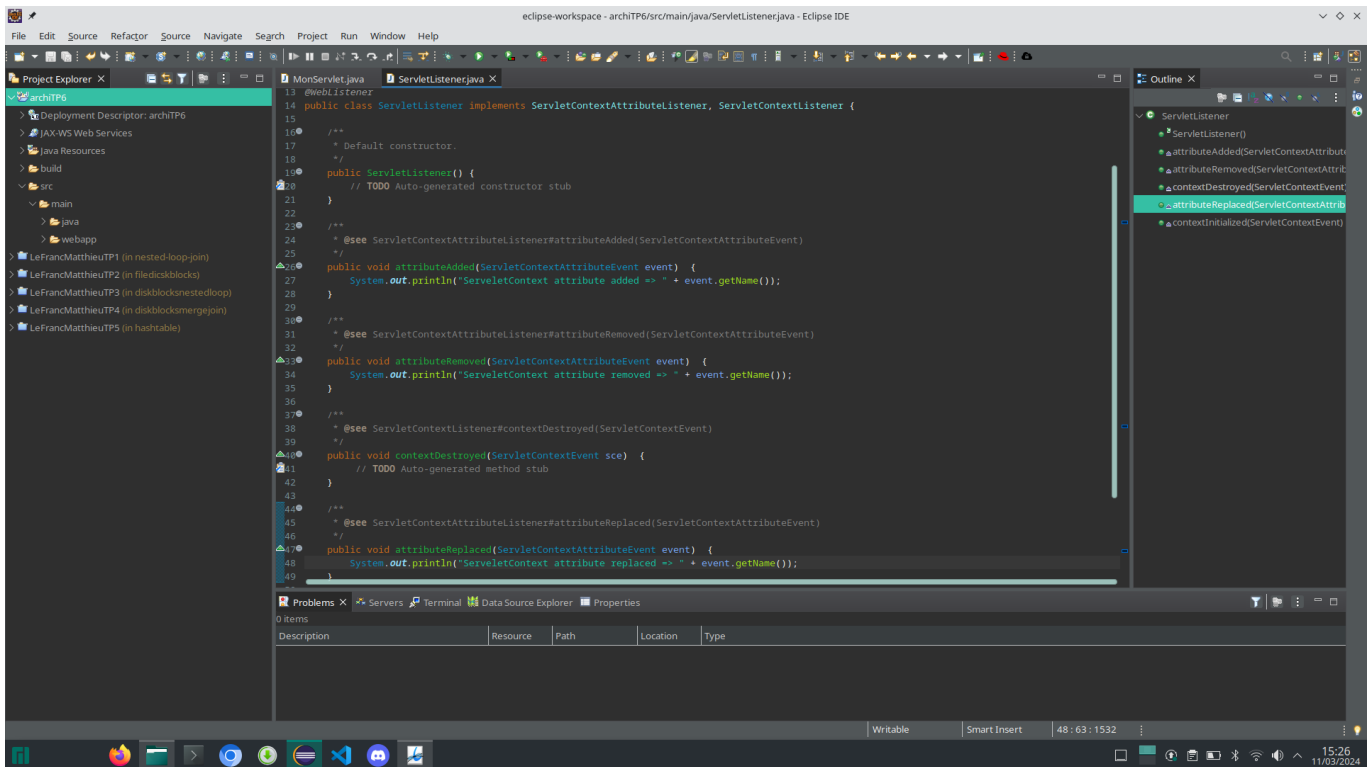 eclipse-workspace - archiTP6/src/main/java/ServletListener.java - Eclipse IDE
File Edit Source Refactor Source Navigate Search Project Run Window Help
Project Explorer
archiTP6
Deployment Descriptor: archiTP6
JAX-WS Web Services
Java Resources
build
src
main
java
webapp
LeFrancMatthieuTP1 (in nested-loop-join)
LeFrancMatthieuTP2 (in filedicskblocks)
LeFrancMatthieuTP3 (in diskblocksnestedloop)
LeFrancMatthieuTP4 (in diskblocksmergejoin)
LeFrancMatthieuTP5 (in hashtable)
MonServlet.java ServletListener.java
13 @WebListener
14 public class ServletListener implements ServletContextAttributeListener, ServletContextListener {
15
16 /**
17 * Default constructor.
18 */
19 public ServletListener() {
20 // TODO Auto-generated constructor stub
21 }
22
23 /**
24 * @see ServletContextAttributeListener#attributeAdded(ServletContextAttributeEvent)
25 */
26 public void attributeAdded(ServletContextAttributeEvent event) {
27 System.out.println("ServletContext attribute added => " + event.getName());
28 }
29
30 /**
31 * @see ServletContextAttributeListener#attributeRemoved(ServletContextAttributeEvent)
32 */
33 public void attributeRemoved(ServletContextAttributeEvent event) {
34 System.out.println("ServeletContext attribute removed => " + event.getName());
35 }
36
37 /**
38 * @see ServletContextListener#contextDestroyed(ServletContextEvent)
39 */
40 public void contextDestroyed(ServletContextEvent sce) {
41 // TODO Auto-generated method stub
42 }
43
44 /**
45 * @see ServletContextAttributeListener#attributeReplaced(ServletContextAttributeEvent)
46 */
47 public void attributeReplaced(ServletContextAttributeEvent event) {
48 System.out.println("ServeletContext attribute replaced => " + event.getName());
49 }
Outline
ServletListener
ServletListener()
attributeAdded(ServletContextAttribute
attributeRemoved(ServletContextAttrib
contextDestroyed(ServletContextEvent)
attributeReplaced(ServletContextAttrib
contextInitialized(ServletContextEvent)
Problems Servers Terminal Data Source Explorer Properties
0 items
Description Resource Path Location Type
Writable Smart Insert 48 : 63 : 1532
15:26
11/03/2024